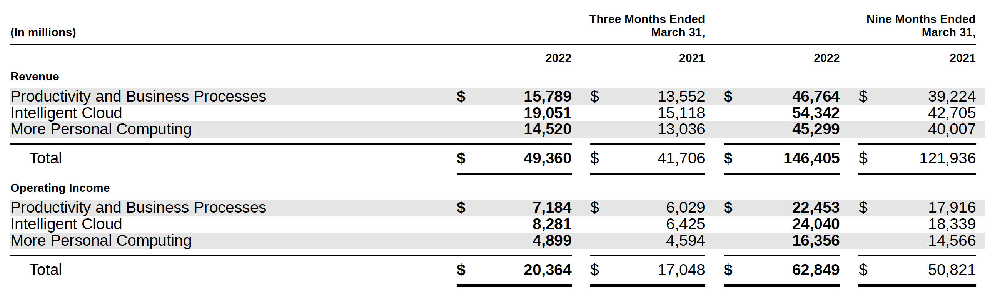 Three Months Ended Nine Months Ended
(In millions) March 31, March 31,
2022 2021 2022 2021
Revenue
Productivity and Business Processes $ 15,789 $ 13,552 $ 46,764 $ 39,224
Intelligent Cloud 19,051 15,118 54,342 42,705
More Personal Computing 14,520 13,036 45,299 40,007
Total $ 49,360 $ 41,706 $ 146,405 $ 121,936
Operating Income
Productivity and Business Processes $ 7,184 $ 6,029 $ 22,453 $ 17,916
Intelligent Cloud 8,281 6,425 24,040 18,339
More Personal Computing 4,899 4,594 16,356 14,566
Total $ 20,364 $ 17,048 $ 62,849 $ 50,821